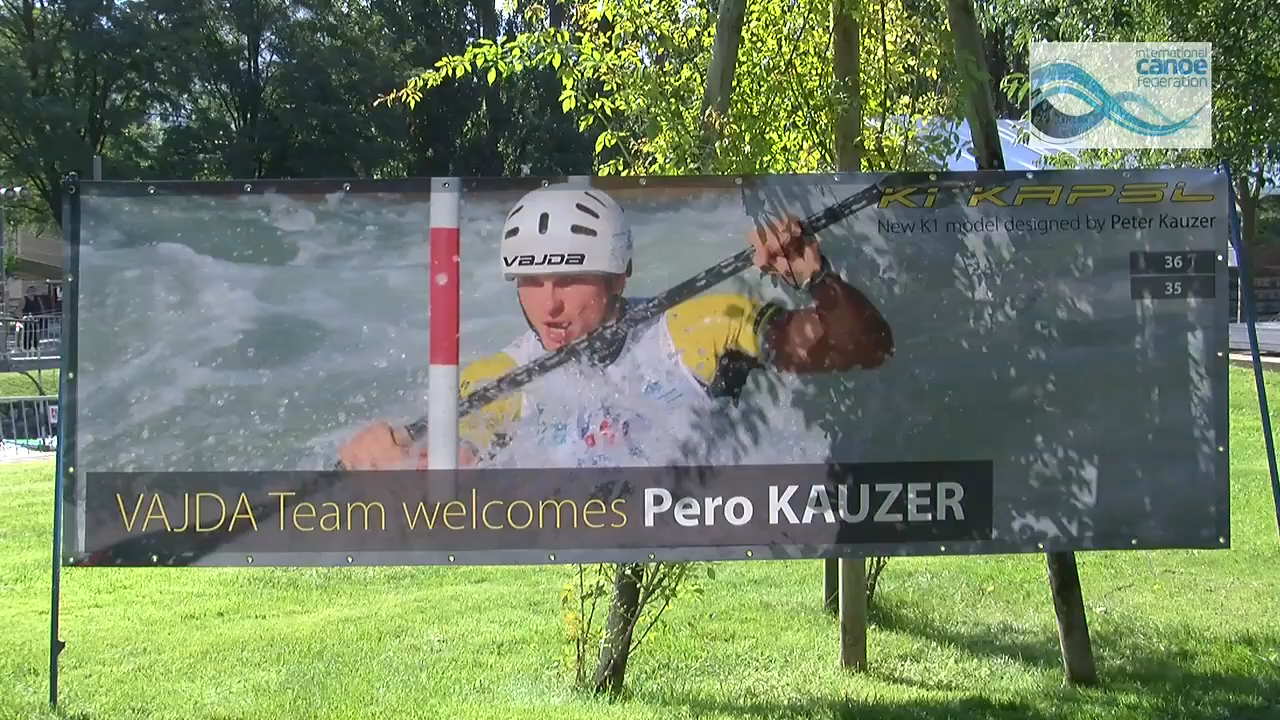 international
canoe
federation
K1 KAPSL
New K1 model designed by Peter Kauzer
36
35
VAJDA
VAJDA Team welcomes Pero KAUZER